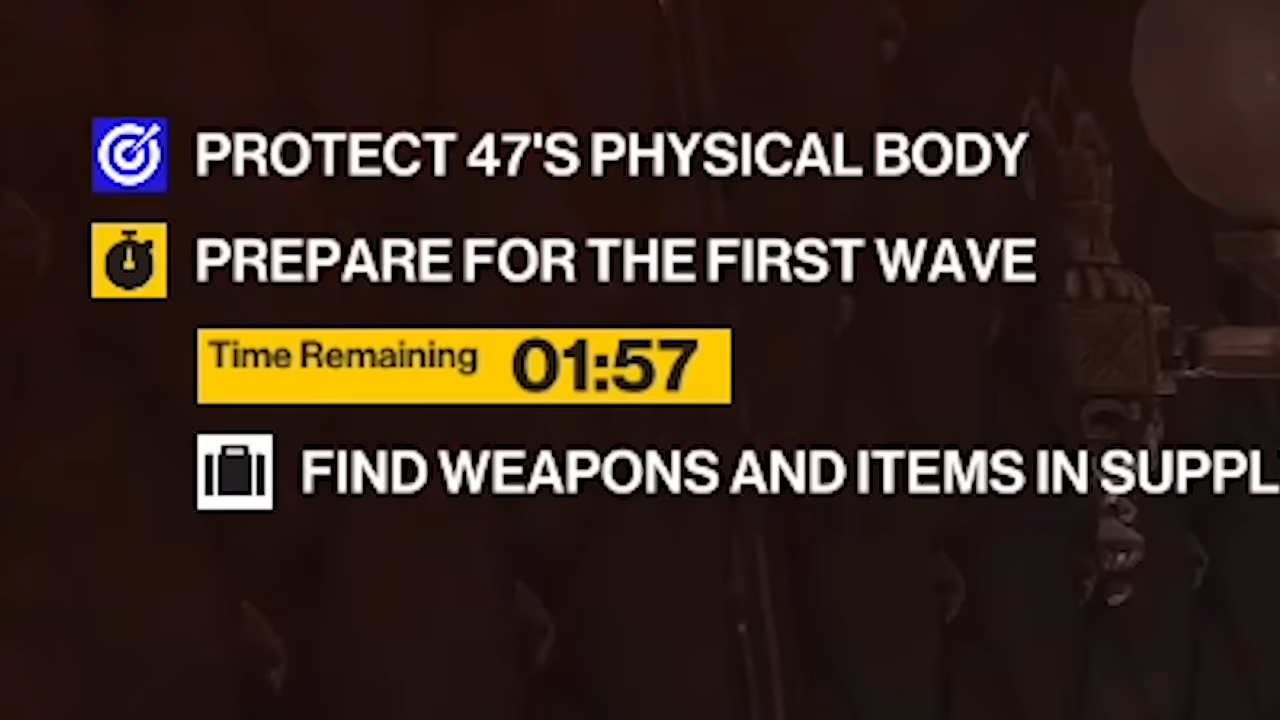 PROTECT 47'S PHYSICAL BODY
PREPARE FOR THE FIRST WAVE
Time Remaining 01:57
FIND WEAPONS AND ITEMS IN